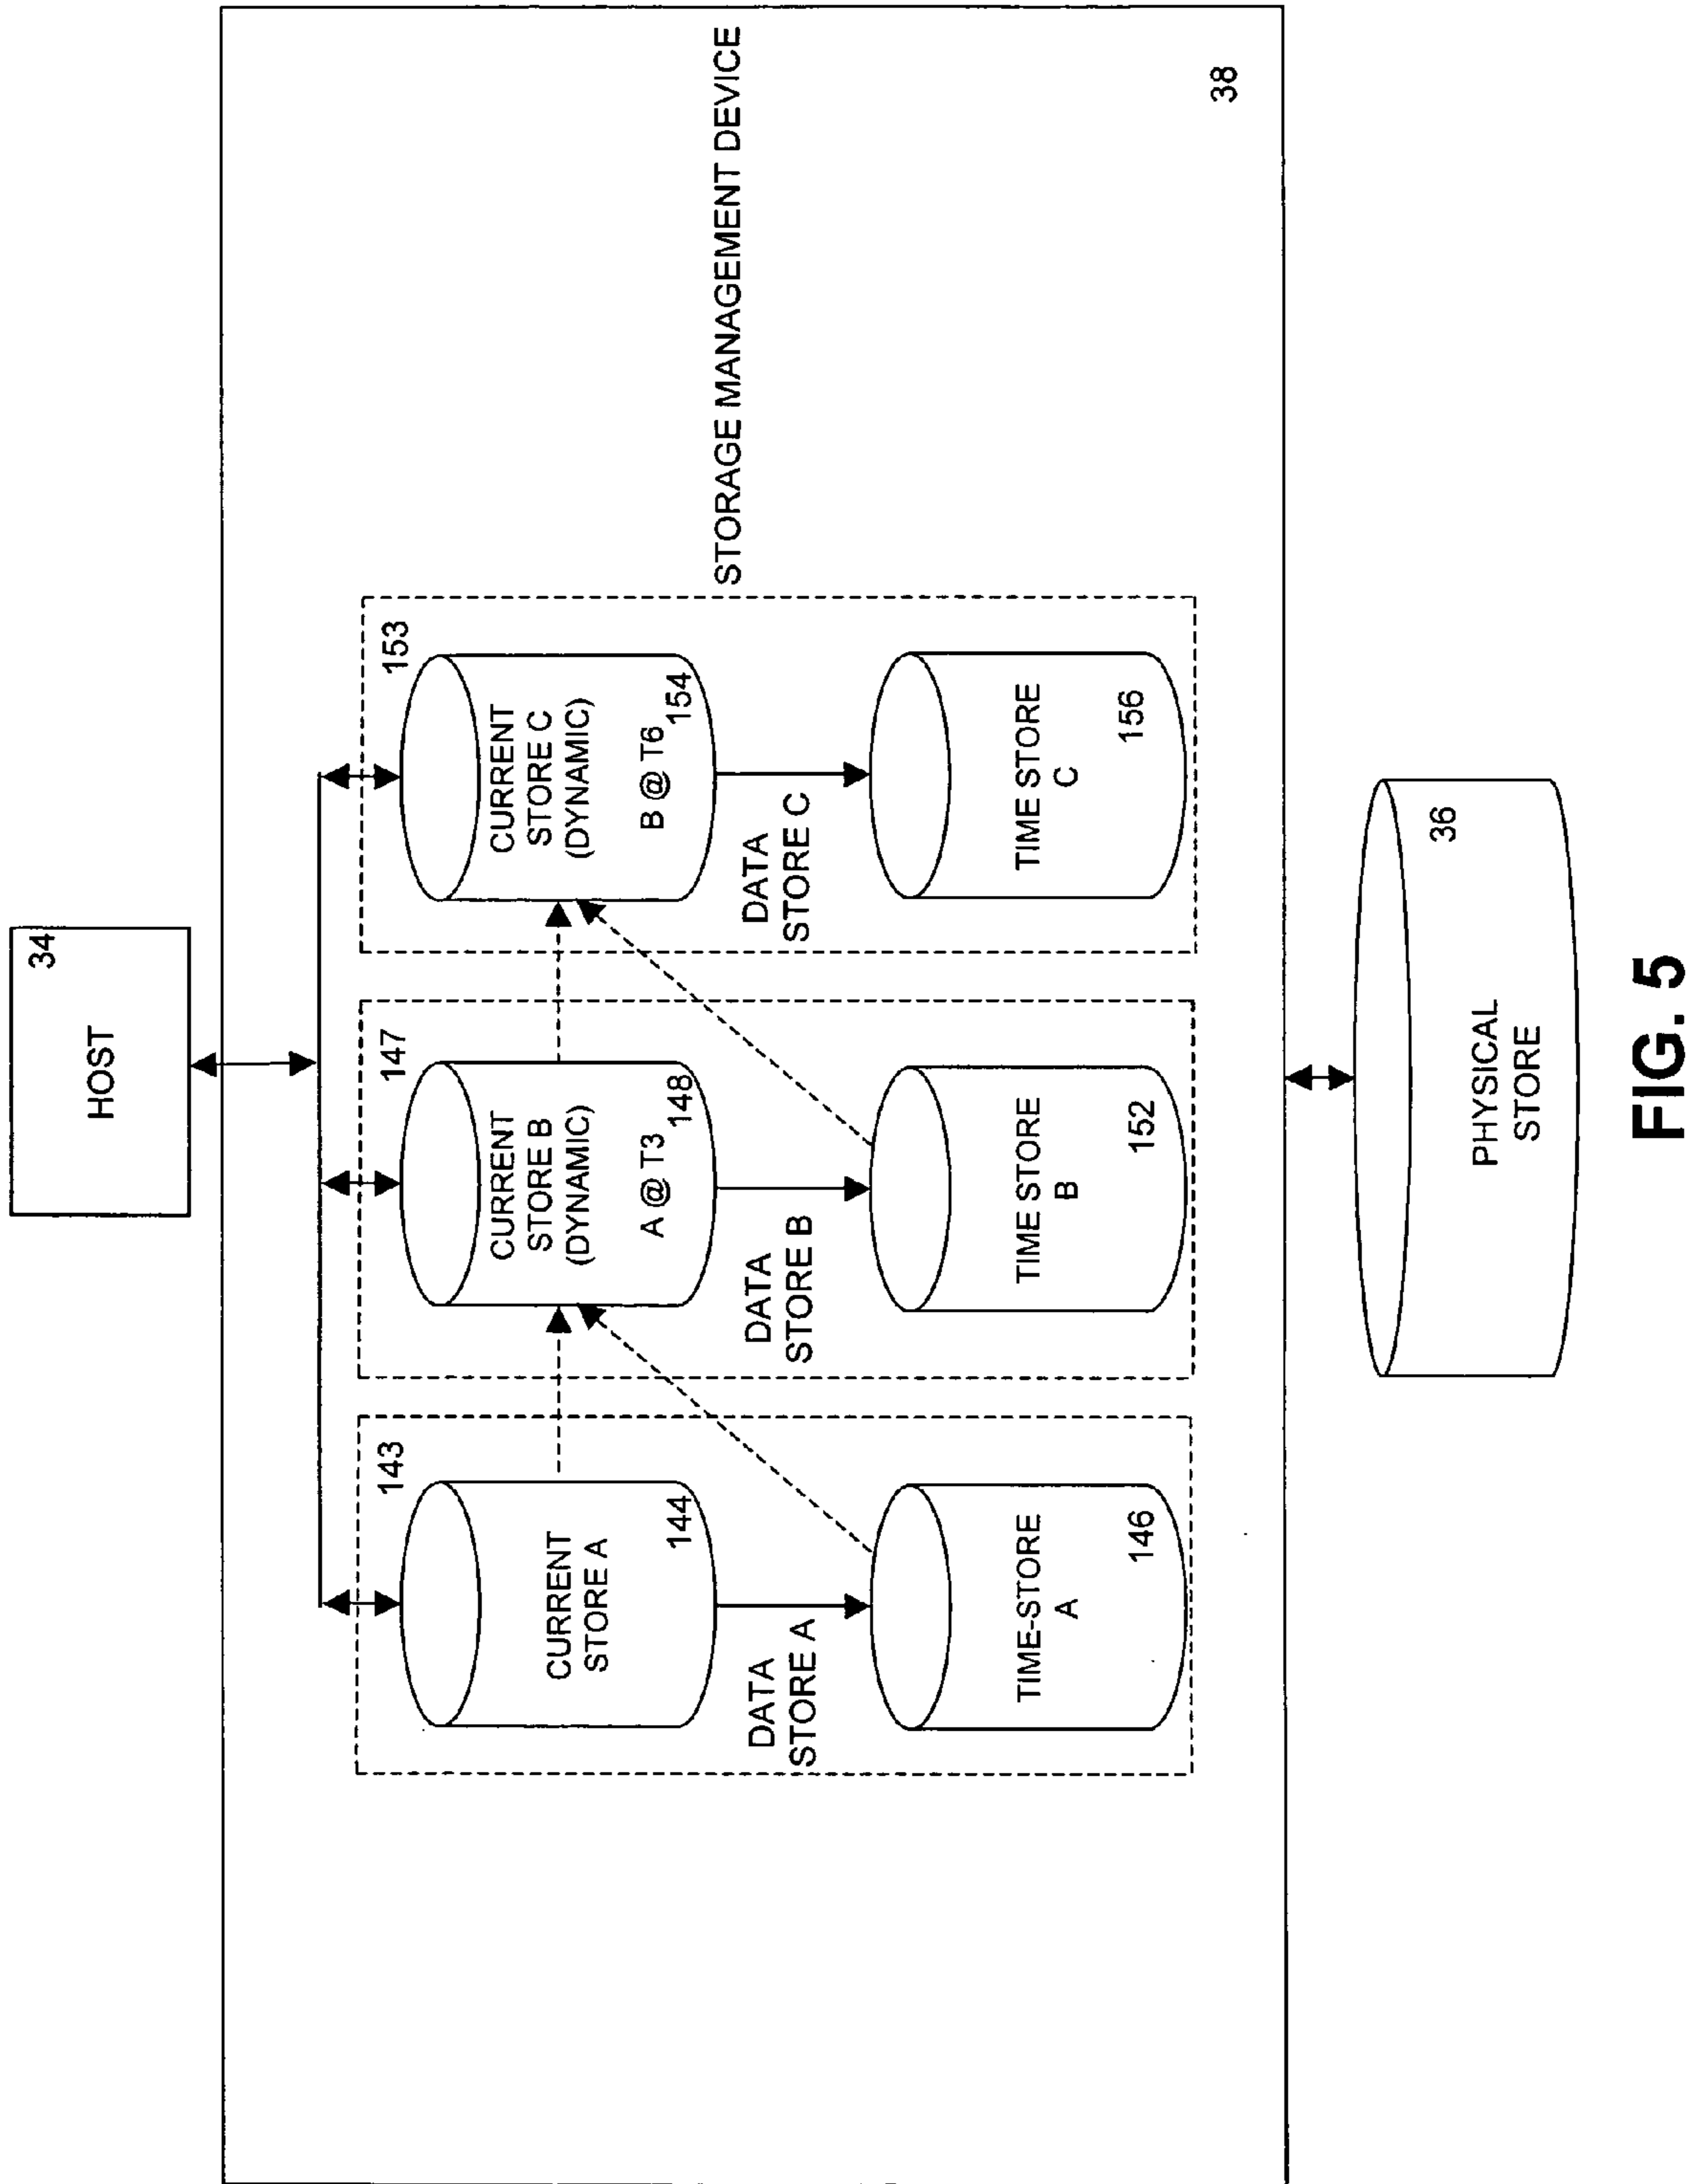 HOST
34
STORAGE MANAGEMENT DEVICE
38
143
CURRENT
STORE A
144
DATA
STORE A
TIME-STORE
A
146
147
CURRENT
STORE B
(DYNAMIC)
A @ T3
148
DATA
STORE B
TIME STORE
B
152
153
CURRENT
STORE C
(DYNAMIC)
B @ T6
154
DATA
STORE C
TIME STORE
C
156
PHYSICAL
STORE
36
FIG. 5